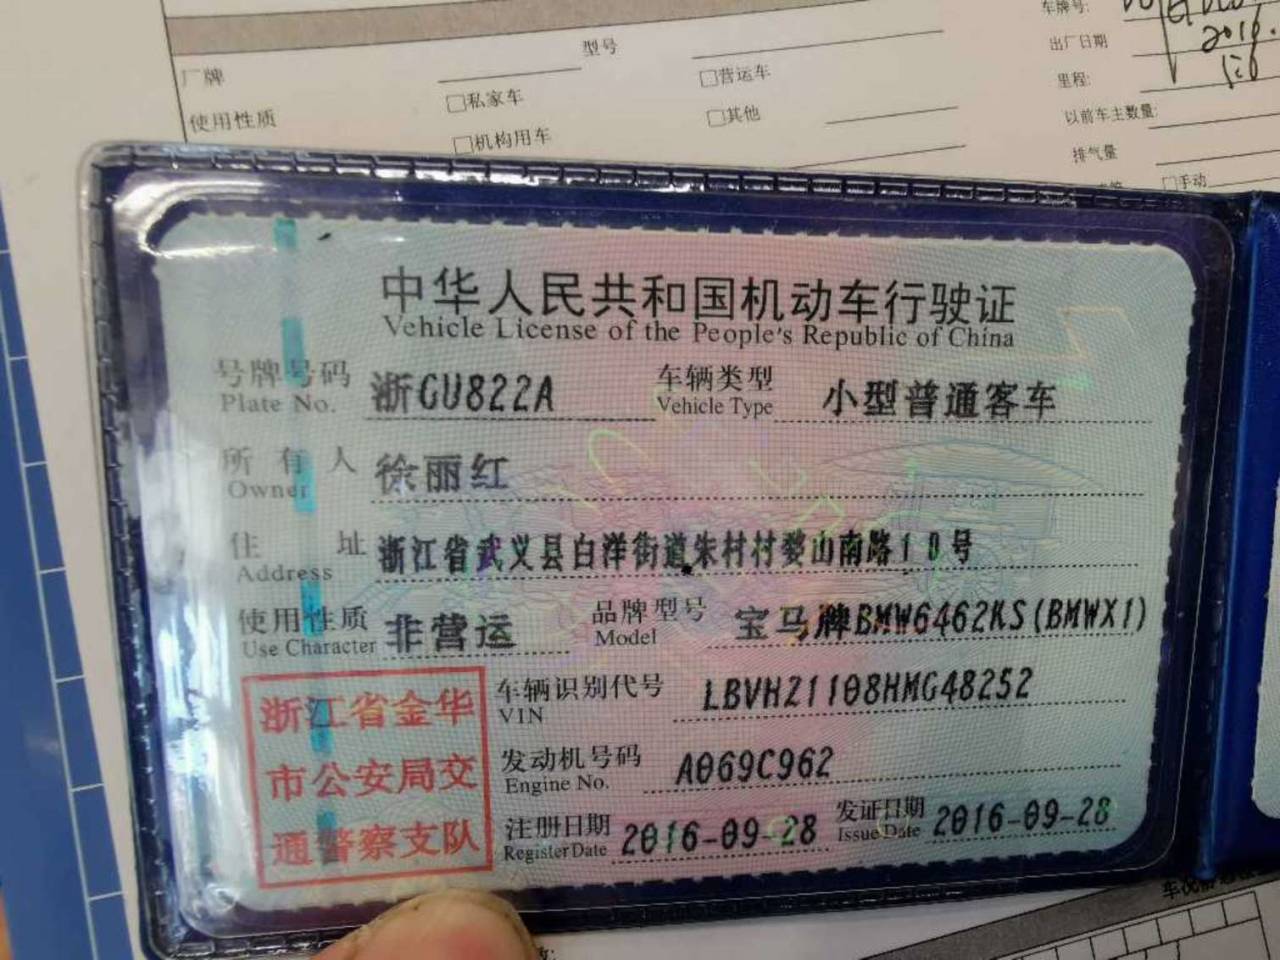 型号
车牌号:
厂牌
出厂日期
2016.
使用性质 □私家车 □营运车
里程:
□机构用车 □其他
以前车主数量:
排气量
□手动
中华人民共和国机动车行驶证
Vehicle License of the People's Republic of China
号牌号码 浙GU822A 车辆类型 小型普通客车
Plate No. Vehicle Type
所有人 徐丽红
Owner
住址 浙江省武义县白洋街道朱村村婺山南路10号
Address
使用性质 非营运 品牌型号 宝马牌BMW6462KS(BMWX1)
Use Character Model
浙江省金华
市公安局交
通警察支队
车辆识别代号 LBVHZ1108HMG48252
VIN
发动机号码 A069C962
Engine No.
注册日期 2016-09-28 发证日期 2016-09-28
Register Date Issue Date